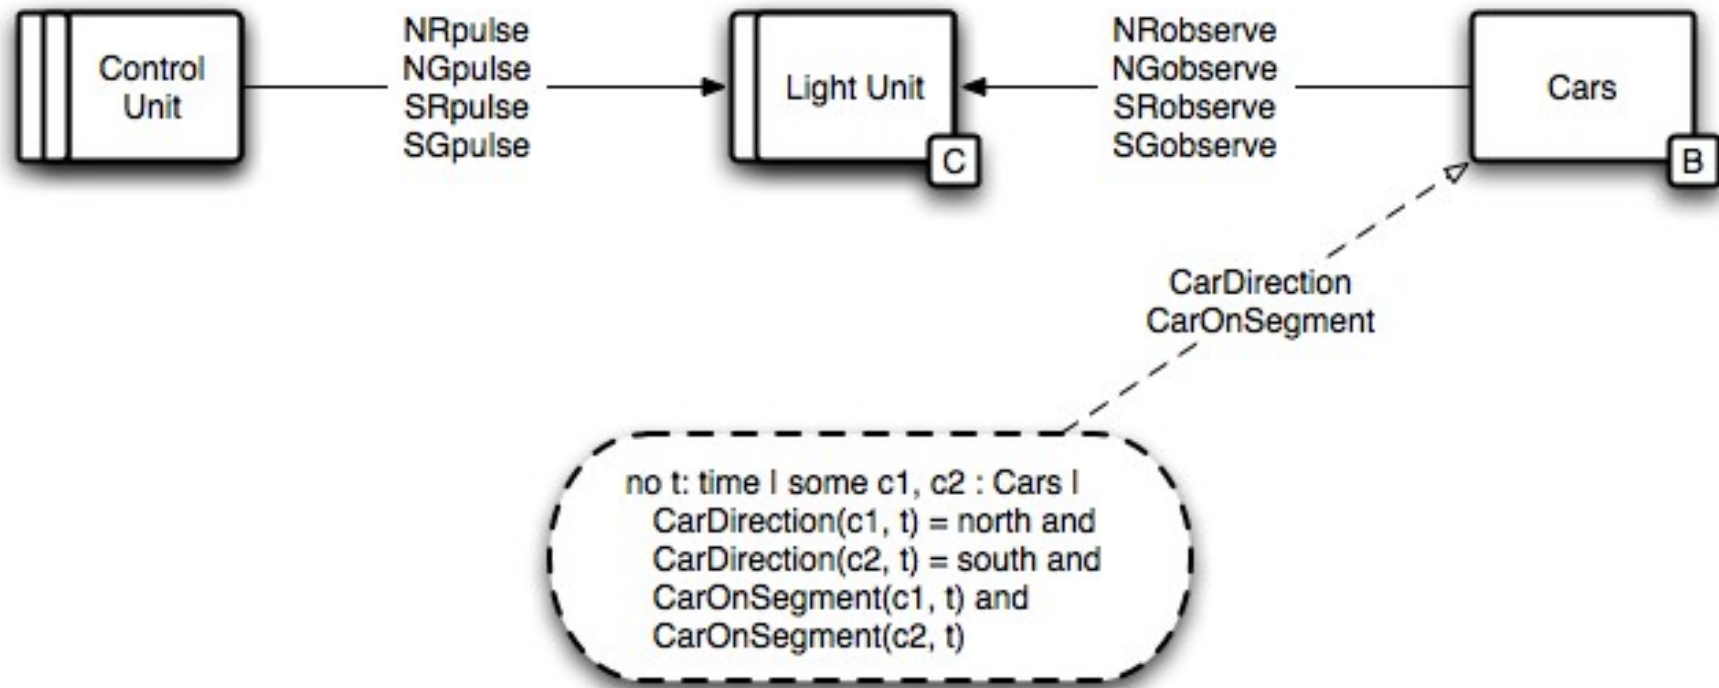 Control
Unit
NRpulse
NGpulse
SRpulse
SGpulse
Light Unit
C
NRobserve
NGobserve
SRobserve
SGobserve
Cars
B
CarDirection
CarOnSegment
no t: time | some c1, c2 : Cars |
CarDirection(c1, t) = north and
CarDirection(c2, t) = south and
CarOnSegment(c1, t) and
CarOnSegment(c2, t)